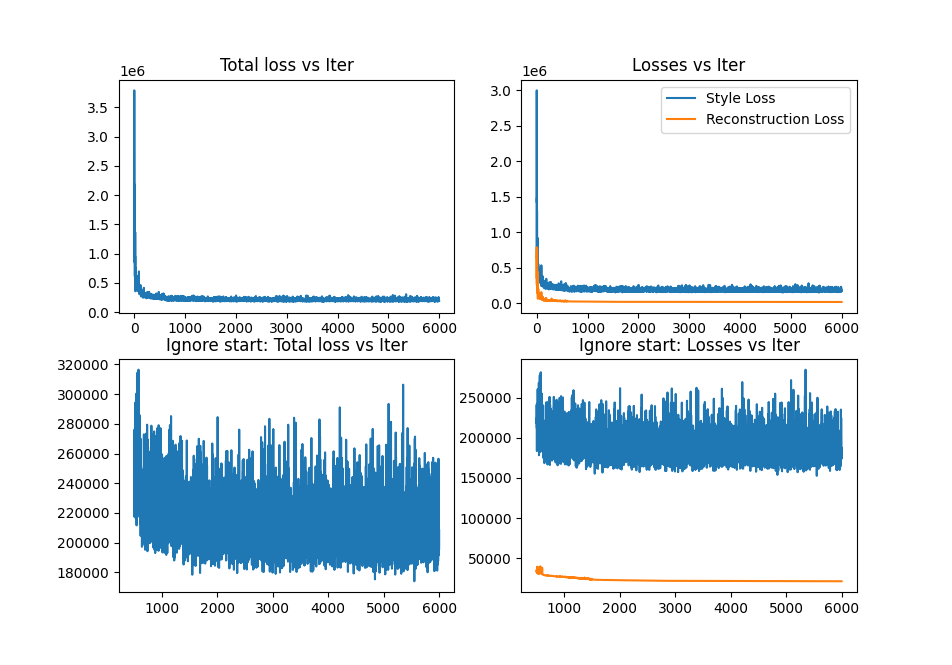 Total loss vs Iter
1e6
3.5
3.0
2.5
2.0
1.5
1.0
0.5
0.0
0 1000 2000 3000 4000 5000 6000
Losses vs Iter
1e6
Style Loss
Reconstruction Loss
3.0
2.5
2.0
1.5
1.0
0.5
0.0
0 1000 2000 3000 4000 5000 6000
Ignore start: Total loss vs Iter
320000
300000
280000
260000
240000
220000
200000
180000
1000 2000 3000 4000 5000 6000
Ignore start: Losses vs Iter
250000
200000
150000
100000
50000
1000 2000 3000 4000 5000 6000